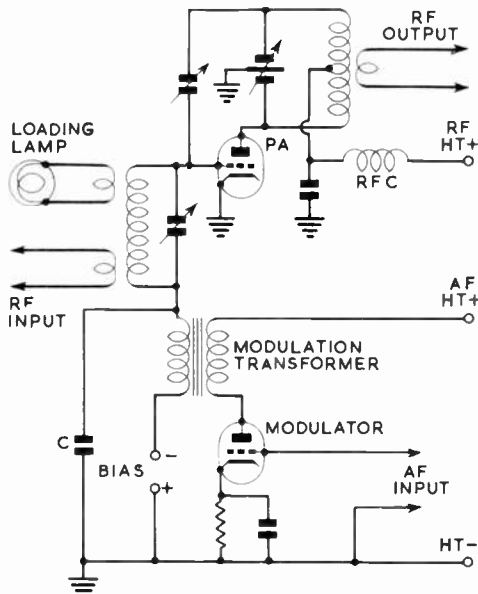 RF
OUTPUT
PA
RF
HT+
RFC
LOADING
LAMP
RF
INPUT
AF
HT+
MODULATION
TRANSFORMER
MODULATOR
C
BIAS
-
+
AF
INPUT
HT-